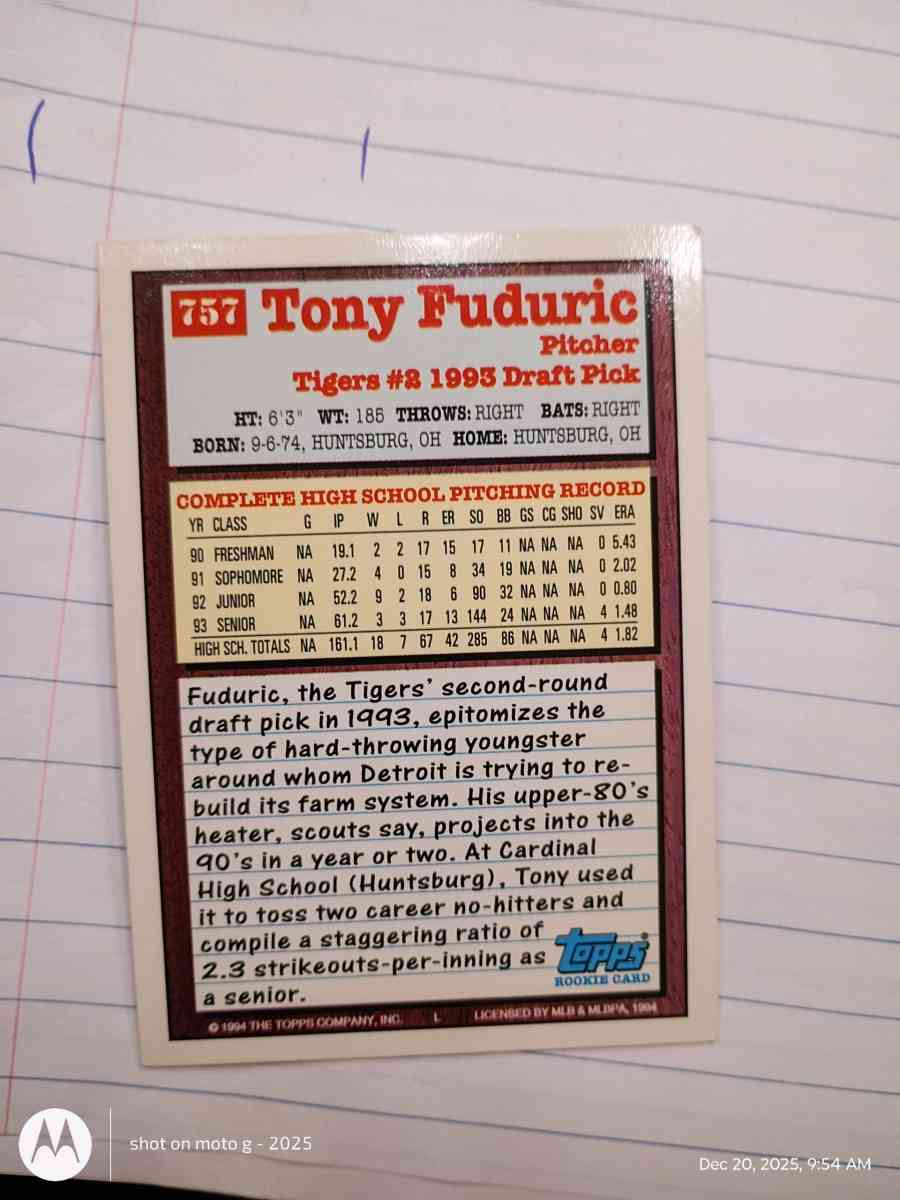 757 Tony Fuduric
Pitcher
Tigers #2 1993 Draft Pick
HT: 6'3" WT: 185 THROWS: RIGHT BATS: RIGHT
BORN: 9-6-74, HUNTSBURG, OH HOME: HUNTSBURG, OH
COMPLETE HIGH SCHOOL PITCHING RECORD
YR CLASS G IP W L R ER SO BB GS CG SHO SV ERA
90 FRESHMAN NA 19.1 2 2 17 15 17 11 NA NA NA 0 5.43
91 SOPHOMORE NA 27.2 4 0 15 8 34 19 NA NA NA 0 2.02
92 JUNIOR NA 52.2 9 2 18 6 90 32 NA NA NA 0 0.80
93 SENIOR NA 61.2 3 3 17 13 144 24 NA NA NA 4 1.48
HIGH SCH. TOTALS NA 161.1 18 7 67 42 285 86 NA NA NA 4 1.82
Fuduric, the Tigers' second-round
draft pick in 1993, epitomizes the
type of hard-throwing youngster
around whom Detroit is trying to re-
build its farm system. His upper-80's
heater, scouts say, projects into the
90's in a year or two. At Cardinal
High School (Huntsburg), Tony used
it to toss two career no-hitters and
compile a staggering ratio of
2.3 strikeouts-per-inning as
a senior.
Topps®
ROOKIE CARD
© 1994 THE TOPPS COMPANY, INC. L LICENSED BY MLB & MLBPA, 1994
shot on moto g - 2025
Dec 20, 2025, 9:54 AM